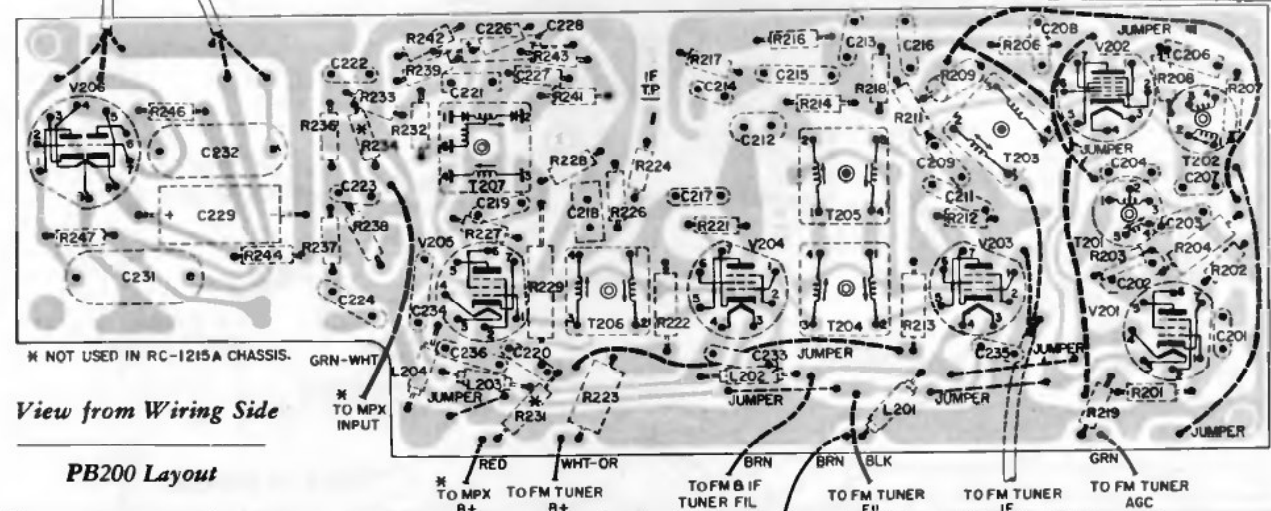 C226
C228
R242
R243
R239
C222
C221
C227
R241
R233
R232
R236
R234
V206
R246
C232
C229
R247
R244
C231
C223
R237
R238
C224
T207
C219
R227
R228
C218
R226
R224
IF
T.P.
R217
C214
R216
C215
R214
C213
R218
C216
C212
R211
R209
C209
C211
R212
T203
R206
C208
JUMPER
V202
C206
R208
R207
T202
JUMPER
C204
C207
T201
C203
R203
R204
C202
R202
V201
C201
C217
R221
T205
V205
C234
R229
T206
R222
V204
T204
R213
V203
C236
C220
L204
L203
JUMPER
R231
R223
C233
L202
JUMPER
JUMPER
L201
C235
JUMPER
JUMPER
R219
R201
JUMPER
* NOT USED IN RC-1215A CHASSIS.
GRN-WHT
View from Wiring Side
PB200 Layout
* TO MPX
INPUT
RED
* TO MPX
B+
WHT-OR
TO FM TUNER
B+
BRN
TO FM & IF
TUNER FIL
BRN
BLK
TO FM TUNER
FIL
TO FM TUNER
IF
GRN
TO FM TUNER
AGC